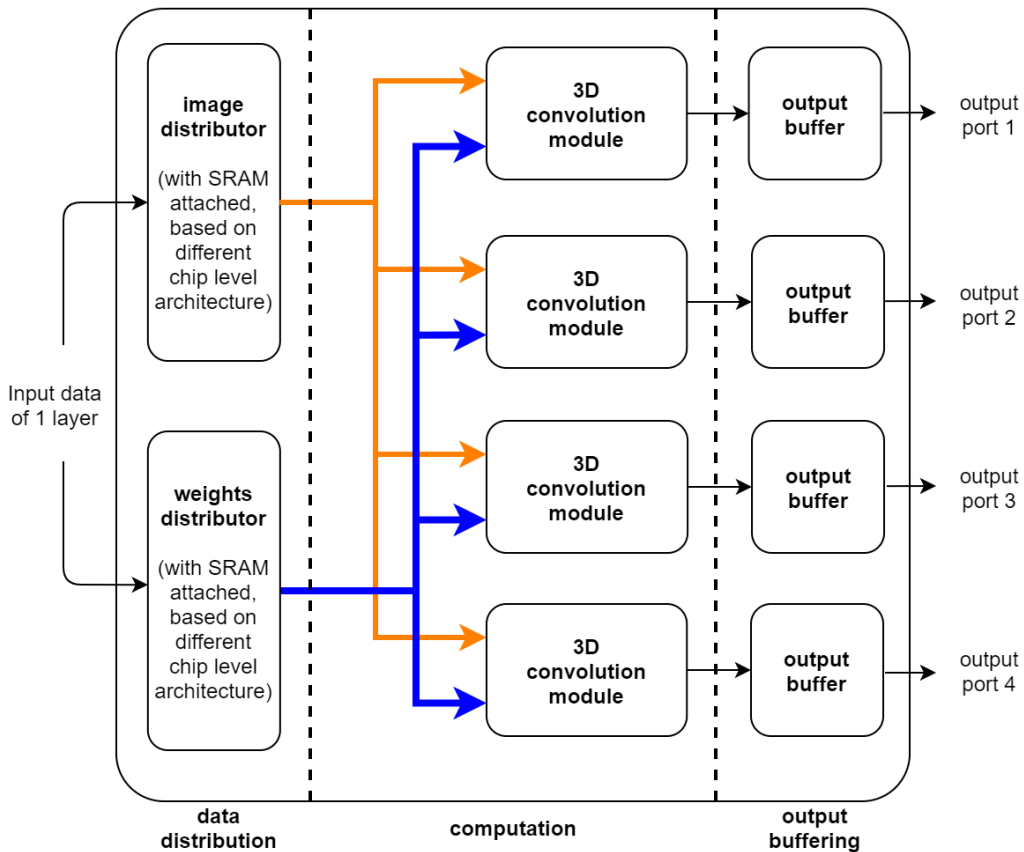 Input data
of 1 layer
image
distributor
(with SRAM
attached,
based on
different
chip level
architecture)
weights
distributor
(with SRAM
attached,
based on
different
chip level
architecture)
3D
convolution
module
output
buffer
output
port 1
3D
convolution
module
output
buffer
output
port 2
3D
convolution
module
output
buffer
output
port 3
3D
convolution
module
output
buffer
output
port 4
data
distribution
computation
output
buffering